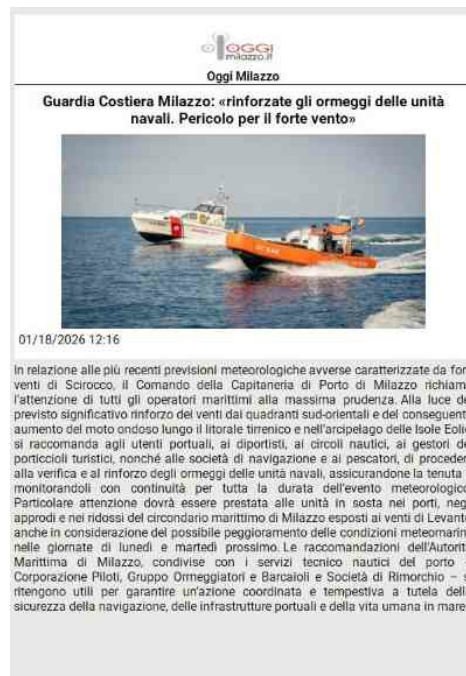 OGGI
milazzo.it
Oggi Milazzo
Guardia Costiera Milazzo: «rinforzate gli ormeggi delle unità
navali. Pericolo per il forte vento»
01/18/2026 12:16
In relazione alle più recenti previsioni meteorologiche avverse caratterizzate da for
venti di Scirocco, il Comando della Capitaneria di Porto di Milazzo richiam
l'attenzione di tutti gli operatori marittimi alla massima prudenza. Alla luce de
previsto significativo rinforzo dei venti dai quadranti sud-orientali e del conseguent
aumento del moto ondoso lungo il litorale tirrenico e nell'arcipelago delle Isole Eolie
si raccomanda agli utenti portuali, ai diportisti, ai circoli nautici, ai gestori de
porticcioli turistici, nonché alle società di navigazione e ai pescatori, di proceder
alla verifica e al rinforzo degli ormeggi delle unità navali, assicurandone la tenuta
monitorandoli con continuità per tutta la durata dell'evento meteorologico
Particolare attenzione dovrà essere prestata alle unità in sosta nei porti, negl
approdi e nei ridossi del circondario marittimo di Milazzo esposti ai venti di Levante
anche in considerazione del possibile peggioramento delle condizioni meteomarin
nelle giornate di lunedì e martedì prossimo. Le raccomandazioni dell'Autorit
Marittima di Milazzo, condivise con i servizi tecnico nautici del porto
Corporazione Piloti, Gruppo Ormeggiatori e Barcaioli e Società di Rimorchio – s
ritengono utili per garantire un'azione coordinata e tempestiva a tutela dell
sicurezza della navigazione, delle infrastrutture portuali e della vita umana in mare